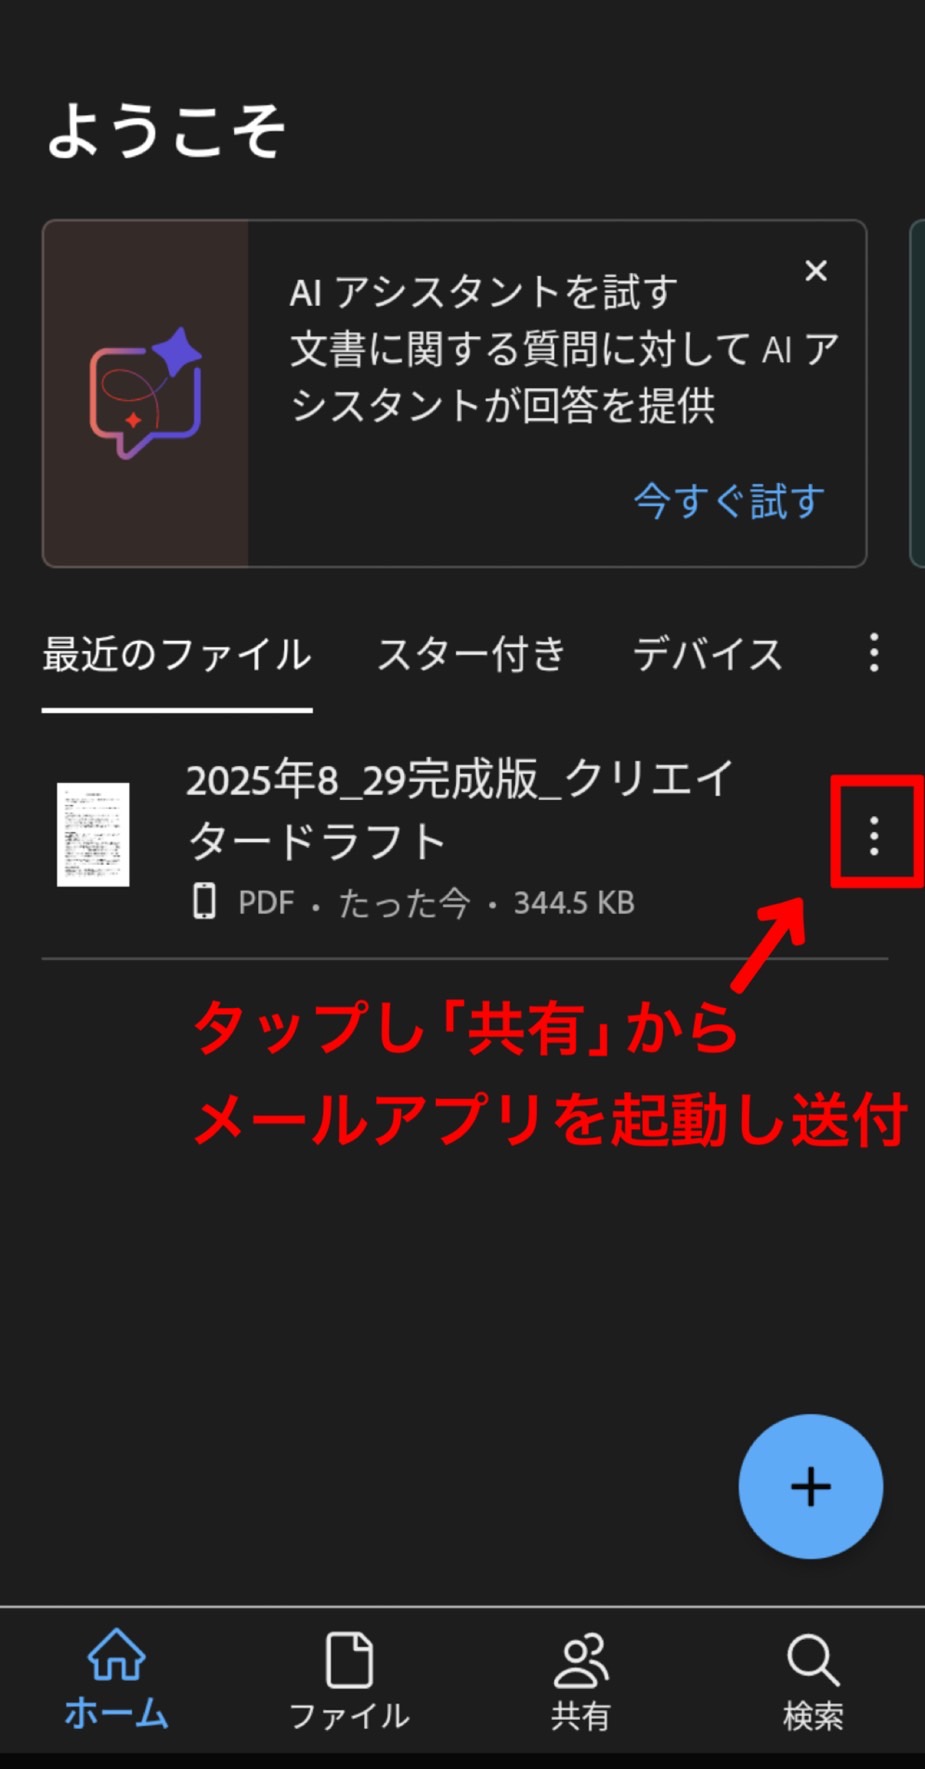 ようこそ
AI アシスタントを試す
文書に関する質問に対して AI ア
シスタントが回答を提供
今すぐ試す
最近のファイル スター付き デバイス
2025年8_29完成版_クリエイ
タードラフト
PDF • たった今 • 344.5 KB
タップし「共有」から
メールアプリを起動し送付
ホーム ファイル 共有 検索